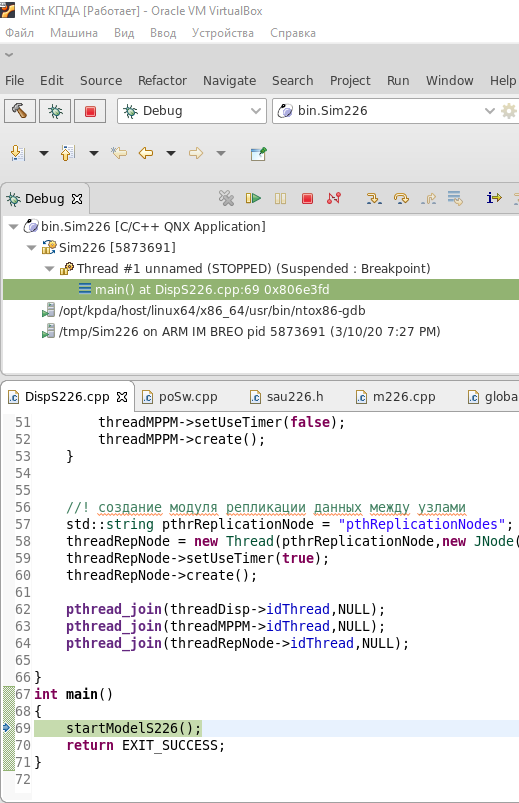 Mint КПДА [Работает] - Oracle VM VirtualBox
Файл Машина Вид Ввод Устройства Справка
File Edit Source Refactor Navigate Search Project Run Window Help
Debug bin.Sim226
Debug
bin.Sim226 [C/C++ QNX Application]
Sim226 [5873691]
Thread #1 unnamed (STOPPED) (Suspended : Breakpoint)
main() at DispS226.cpp:69 0x806e3fd
/opt/kpda/host/linux64/x86_64/usr/bin/ntox86-gdb
/tmp/Sim226 on ARM IM BREO pid 5873691 (3/10/20 7:27 PM)
DispS226.cpp poSw.cpp sau226.h m226.cpp globa
51 threadMPPM->setUseTimer(false);
52 threadMPPM->create();
53 }
54
55
56 //! создание модуля репликации данных между узлами
57 std::string pthrReplicationNode = "pthReplicationNodes";
58 threadRepNode = new Thread(pthrReplicationNode,new JNode(
59 threadRepNode->setUseTimer(true);
60 threadRepNode->create();
61
62 pthread_join(threadDisp->idThread,NULL);
63 pthread_join(threadMPPM->idThread,NULL);
64 pthread_join(threadRepNode->idThread,NULL);
65
66 }
67 int main()
68 {
69 startModelS226();
70 return EXIT_SUCCESS;
71 }
72